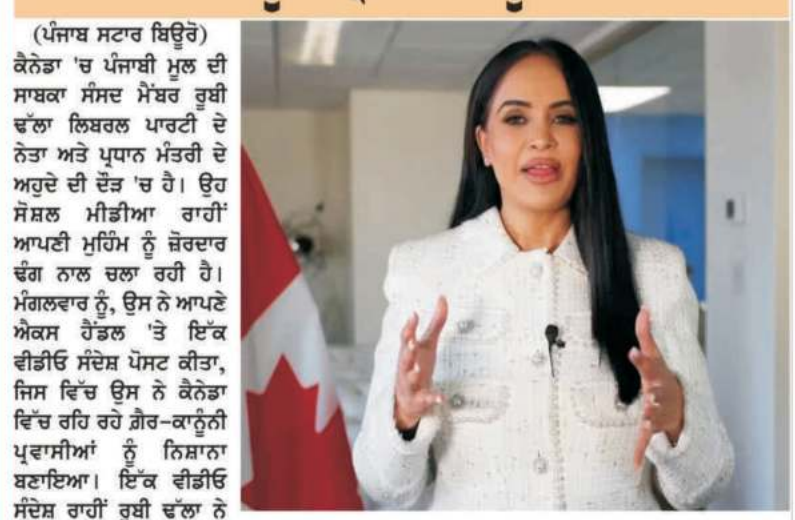 (ਪੰਜਾਬ ਸਟਾਰ ਬਿਊਰੋ)
ਕੈਨੇਡਾ 'ਚ ਪੰਜਾਬੀ ਮੂਲ ਦੀ
ਸਾਬਕਾ ਸੰਸਦ ਮੈਂਬਰ ਰੂਬੀ
ਢੱਲਾ ਲਿਬਰਲ ਪਾਰਟੀ ਦੇ
ਨੇਤਾ ਅਤੇ ਪ੍ਰਧਾਨ ਮੰਤਰੀ ਦੇ
ਅਹੁਦੇ ਦੀ ਦੌੜ 'ਚ ਹੈ। ਉਹ
ਸੋਸ਼ਲ ਮੀਡੀਆ ਰਾਹੀਂ
ਆਪਣੀ ਮੁਹਿੰਮ ਨੂੰ ਜ਼ੋਰਦਾਰ
ਢੰਗ ਨਾਲ ਚਲਾ ਰਹੀ ਹੈ।
ਮੰਗਲਵਾਰ ਨੂੰ, ਉਸ ਨੇ ਆਪਣੇ
ਐਕਸ ਹੈਂਡਲ 'ਤੇ ਇੱਕ
ਵੀਡੀਓ ਸੰਦੇਸ਼ ਪੋਸਟ ਕੀਤਾ,
ਜਿਸ ਵਿੱਚ ਉਸ ਨੇ ਕੈਨੇਡਾ
ਵਿੱਚ ਰਹਿ ਰਹੇ ਗ਼ੈਰ-ਕਾਨੂੰਨੀ
ਪ੍ਰਵਾਸੀਆਂ ਨੂੰ ਨਿਸ਼ਾਨਾ
ਬਣਾਇਆ। ਇੱਕ ਵੀਡੀਓ
ਸੰਦੇਸ਼ ਰਾਹੀਂ ਰੂਬੀ ਢੱਲਾ ਨੇ